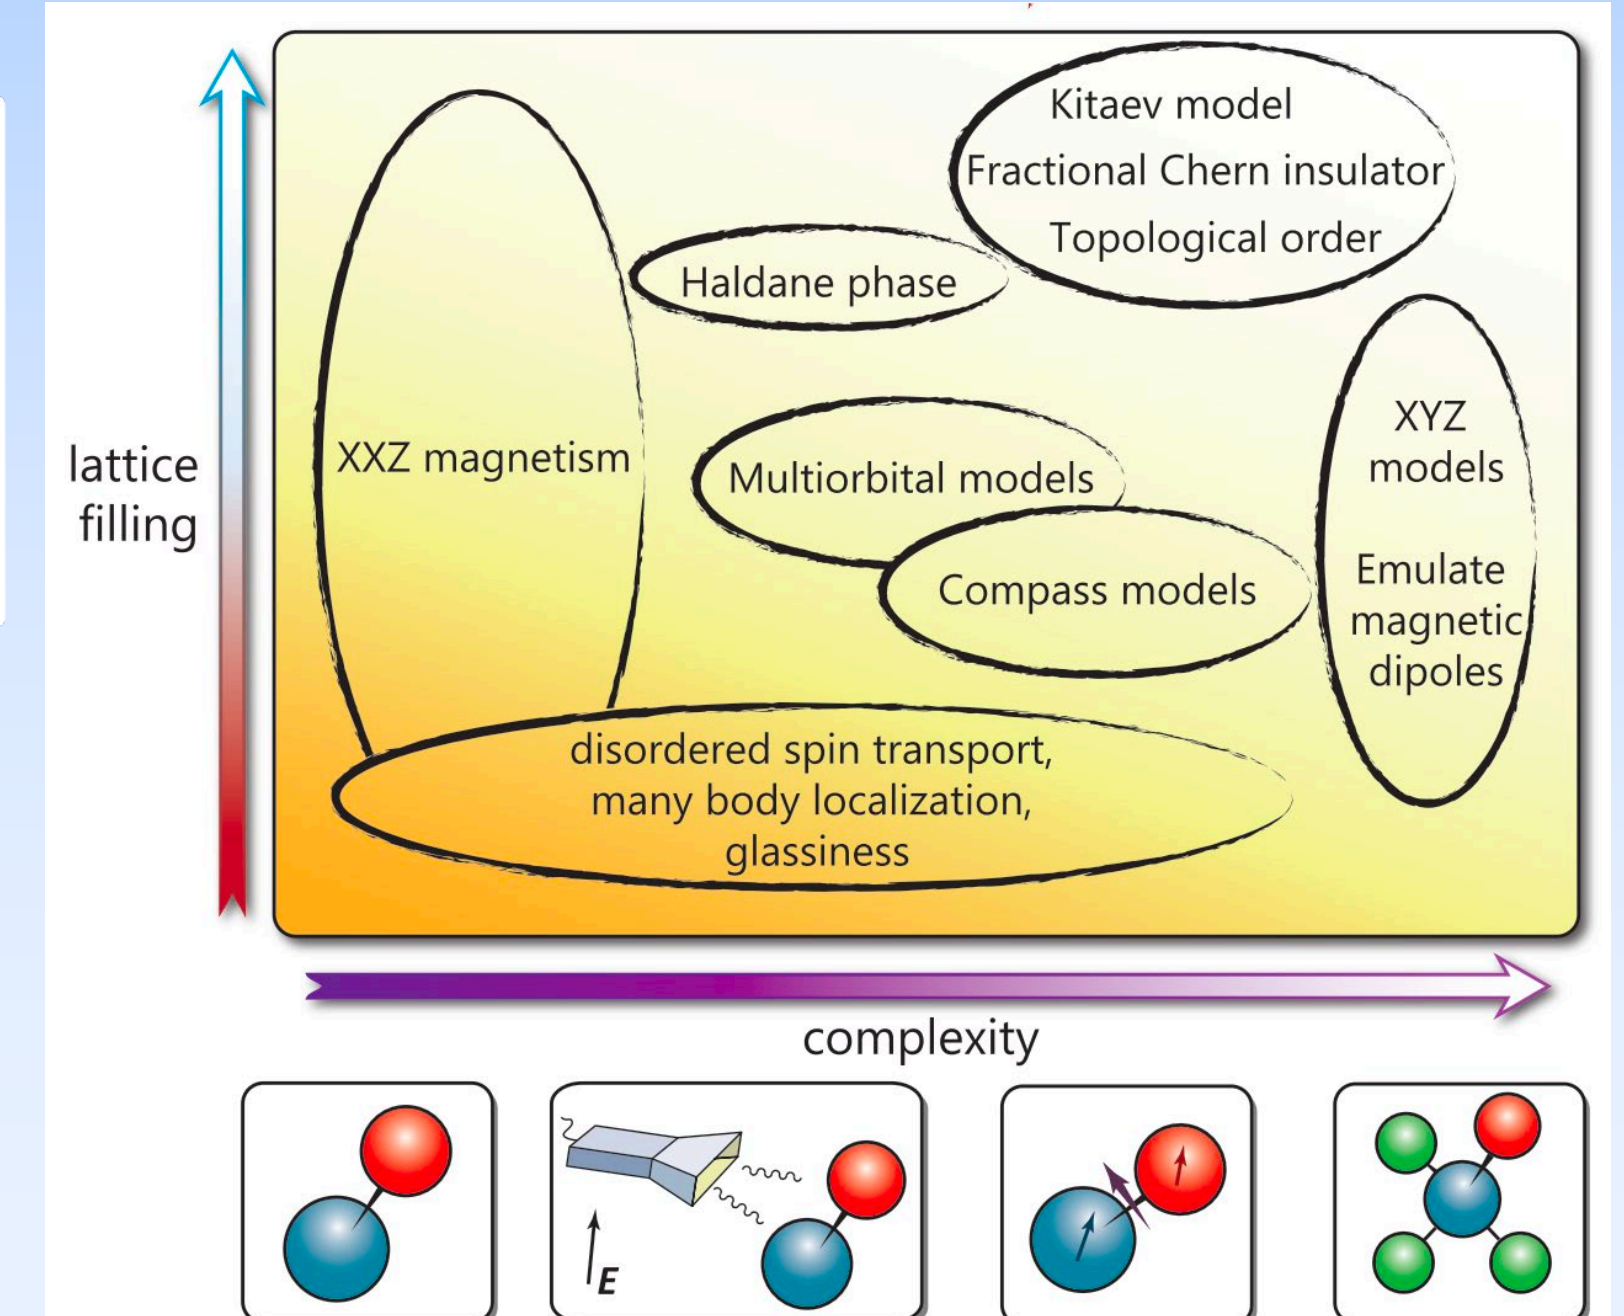 Kitaev model
Fractional Chern insulator
Topological order
Haldane phase
XXZ magnetism
Multiorbital models
Compass models
XYZ
models
Emulate
magnetic
dipoles
disordered spin transport,
many body localization,
glassiness
lattice
filling
complexity
E